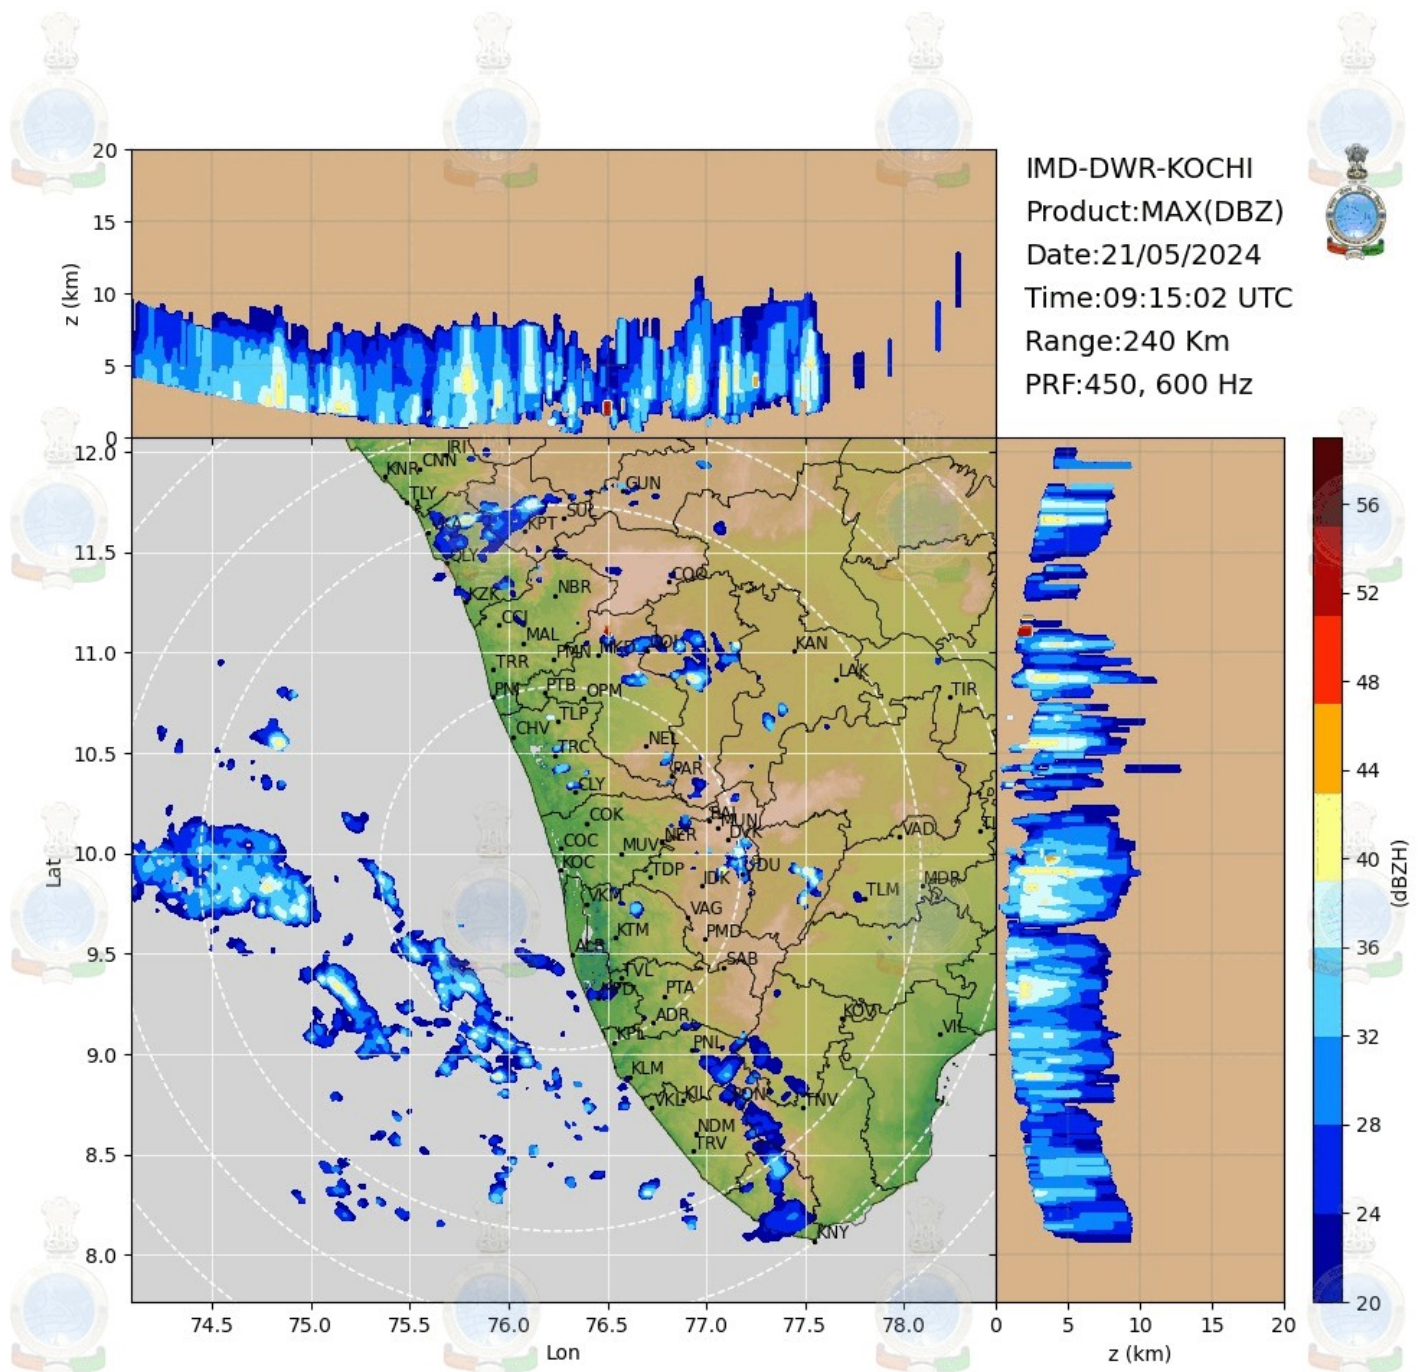 IMD-DWR-KOCHI
Product:MAX(DBZ)
Date:21/05/2024
Time:09:15:02 UTC
Range:240 Km
PRF:450, 600 Hz
20
15
10
5
0
z (km)
12.0
11.5
11.0
10.5
10.0
9.5
9.0
8.5
8.0
Lat
IRI
CNN
KNR
TLY
GUN
SUL
KPT
NBR
COO
KZK
MAL
TRR
KAN
LAK
PTB
OPM
TIR
TLP
CHV
TRC
NEL
PAR
CLY
COK
MUN
DVK
VAD
COC
MUV
NER
KOC
TDP
IDK
TLM
MDR
VKM
VAG
KTM
PMD
ALP
SAB
TVL
PTA
ADR
KOV
VIL
KPL
PNL
KLM
VKL
TNV
NDM
TRV
KNY
74.5
75.0
75.5
76.0
76.5
77.0
77.5
78.0
Lon
0
5
10
15
20
z (km)
56
52
48
44
40
36
32
28
24
20
(dBZH)